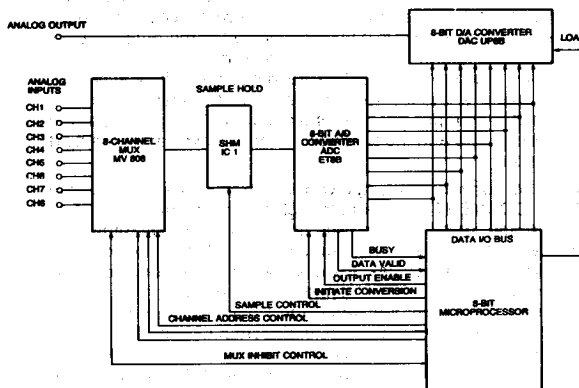 ANALOG OUTPUT
8-BIT D/A CONVERTER
DAC UP8B
LOA
ANALOG
INPUTS
CH1
CH2
CH3
CH4
CH5
CH6
CH7
CH8
8-CHANNEL
MUX
MV 808
SAMPLE HOLD
SHM
IC 1
8-BIT A/D
CONVERTER
ADC
ET8B
BUSY
DATA VALID
OUTPUT ENABLE
INITIATE CONVERSION
SAMPLE CONTROL
CHANNEL ADDRESS CONTROL
MUX INHIBIT CONTROL
DATA I/O BUS
8-BIT
MICROPROCESSOR